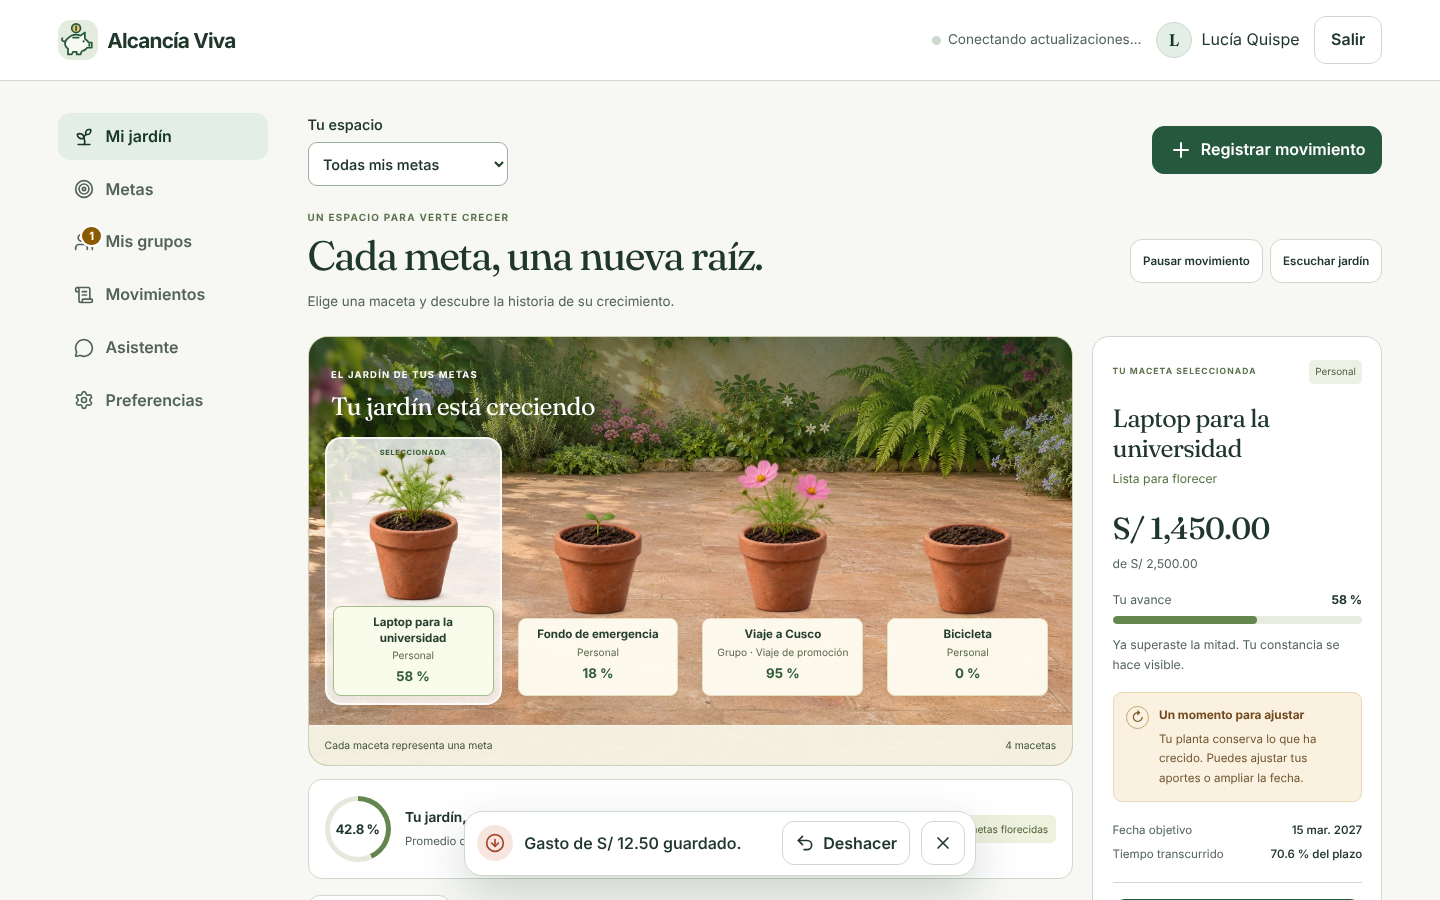 Alcancía Viva
Conectando actualizaciones...
L
Lucía Quispe
Salir
Mi jardín
Metas
1
Mis grupos
Movimientos
Asistente
Preferencias
Tu espacio
Todas mis metas
Registrar movimiento
UN ESPACIO PARA VERTE CRECER
Cada meta, una nueva raíz.
Elige una maceta y descubre la historia de su crecimiento.
Pausar movimiento
Escuchar jardín
EL JARDÍN DE TUS METAS
Tu jardín está creciendo
SELECCIONADA
Laptop para la
universidad
Personal
58 %
Fondo de emergencia
Personal
18 %
Viaje a Cusco
Grupo · Viaje de promoción
95 %
Bicicleta
Personal
0 %
Cada maceta representa una meta
4 macetas
42.8 %
Tu jardín,
Promedio
florecidas
Gasto de S/ 12.50 guardado.
Deshacer
TU MACETA SELECCIONADA
Personal
Laptop para la
universidad
Lista para florecer
S/ 1,450.00
de S/ 2,500.00
Tu avance
58 %
Ya superaste la mitad. Tu constancia se
hace visible.
Un momento para ajustar
Tu planta conserva lo que ha
crecido. Puedes ajustar tus
aportes o ampliar la fecha.
Fecha objetivo
15 mar. 2027
Tiempo transcurrido
70.6 % del plazo